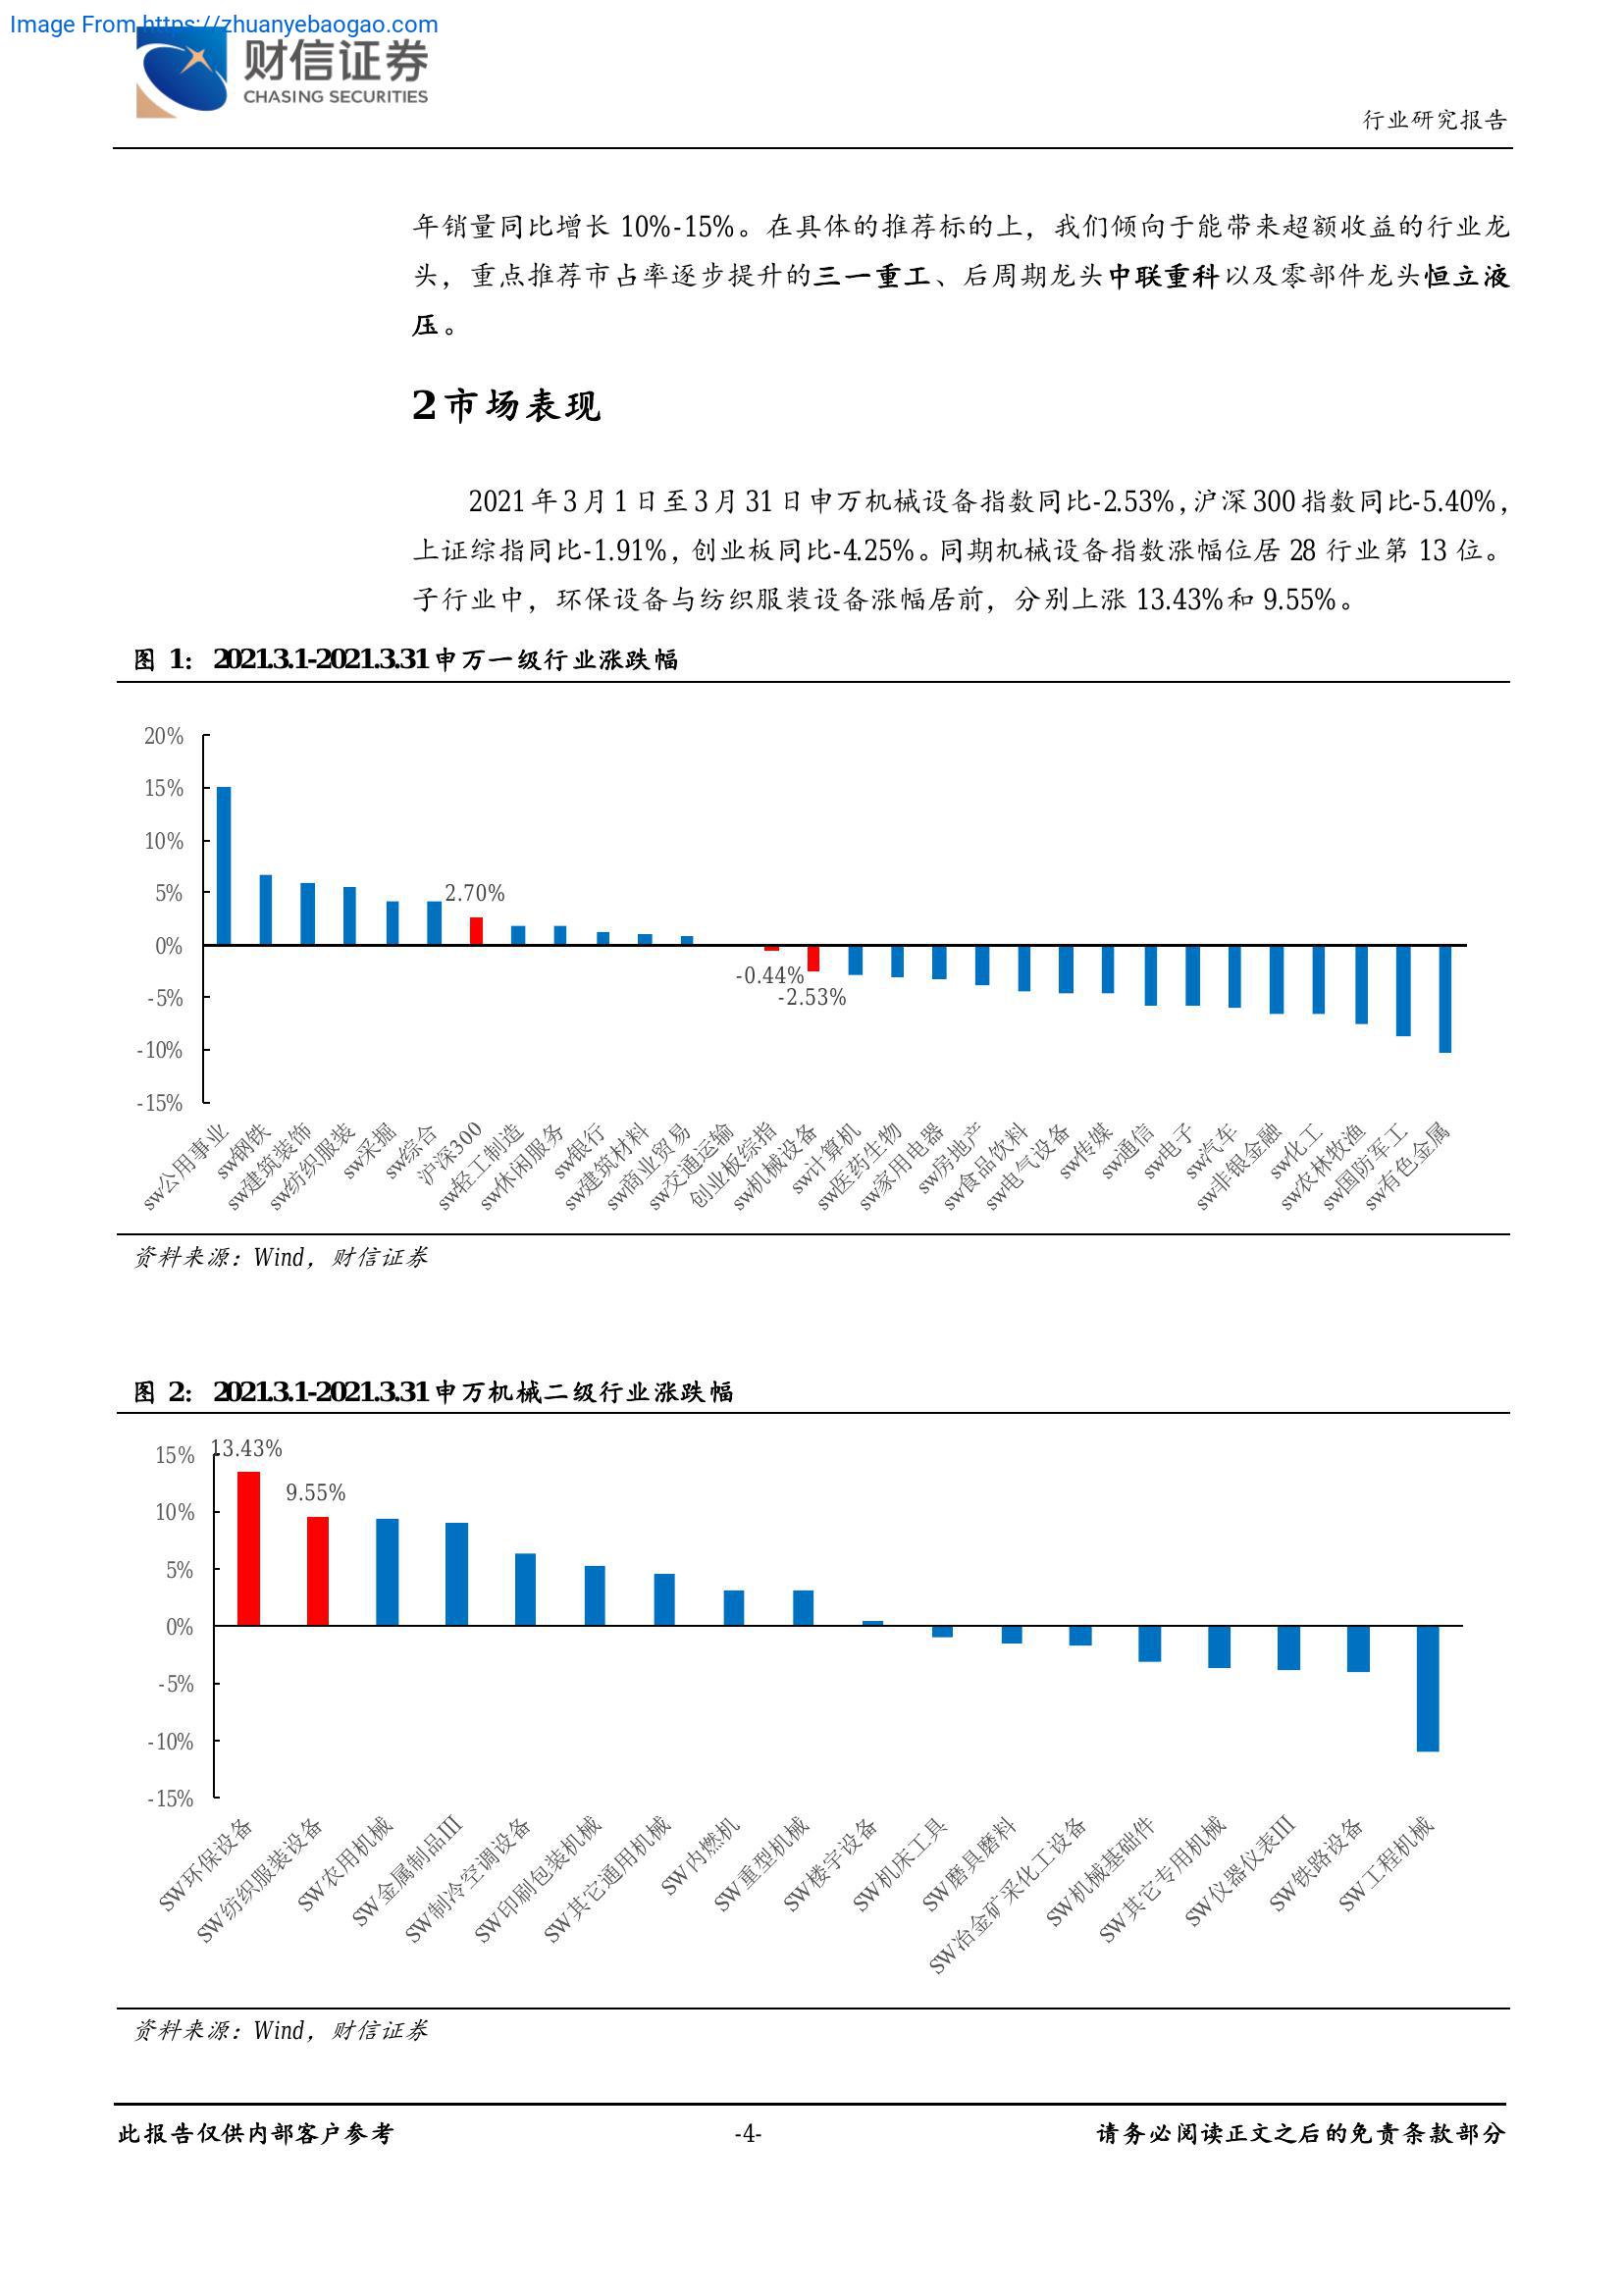 Image From https://zhuanyebaogao.com
财信证券
CHASING SECURITIES
行业研究报告
年销量同比增长 10%-15%。在具体的推荐标的上，我们倾向于能带来超额收益的行业龙
头，重点推荐市占率逐步提升的三一重工、后周期龙头中联重科以及零部件龙头恒立液
压。
2 市场表现
2021 年 3 月 1 日至 3 月 31 日申万机械设备指数同比-2.53%，沪深 300 指数同比-5.40%，
上证综指同比-1.91%，创业板同比-4.25%。同期机械设备指数涨幅位居 28 行业第 13 位。
子行业中，环保设备与纺织服装设备涨幅居前，分别上涨 13.43%和 9.55%。
图 1： 2021.3.1-2021.3.31 申万一级行业涨跌幅
20%
15%
10%
5%
0%
-5%
-10%
-15%
2.70%
-0.44%
-2.53%
sw公用事业
sw钢铁
sw建筑装饰
sw纺织服装
sw采掘
sw综合
沪深300
sw轻工制造
sw休闲服务
sw银行
sw建筑材料
sw商业贸易
sw交通运输
创业板综指
sw机械设备
sw计算机
sw医药生物
sw家用电器
sw房地产
sw食品饮料
sw电气设备
sw传媒
sw通信
sw电子
sw汽车
sw非银金融
sw化工
sw农林牧渔
sw国防军工
sw有色金属
资料来源：Wind，财信证券
图 2： 2021.3.1-2021.3.31 申万机械二级行业涨跌幅
15%
10%
5%
0%
-5%
-10%
-15%
13.43%
9.55%
SW环保设备
SW纺织服装设备
SW农用机械
SW金属制品III
SW制冷空调设备
SW印刷包装机械
SW其它通用机械
SW内燃机
SW重型机械
SW楼宇设备
SW机床工具
SW磨具磨料
SW冶金矿采化工设备
SW机械基础件
SW其它专用机械
SW仪器仪表III
SW铁路设备
SW工程机械
资料来源：Wind，财信证券
此报告仅供内部客户参考
-4-
请务必阅读正文之后的免责条款部分